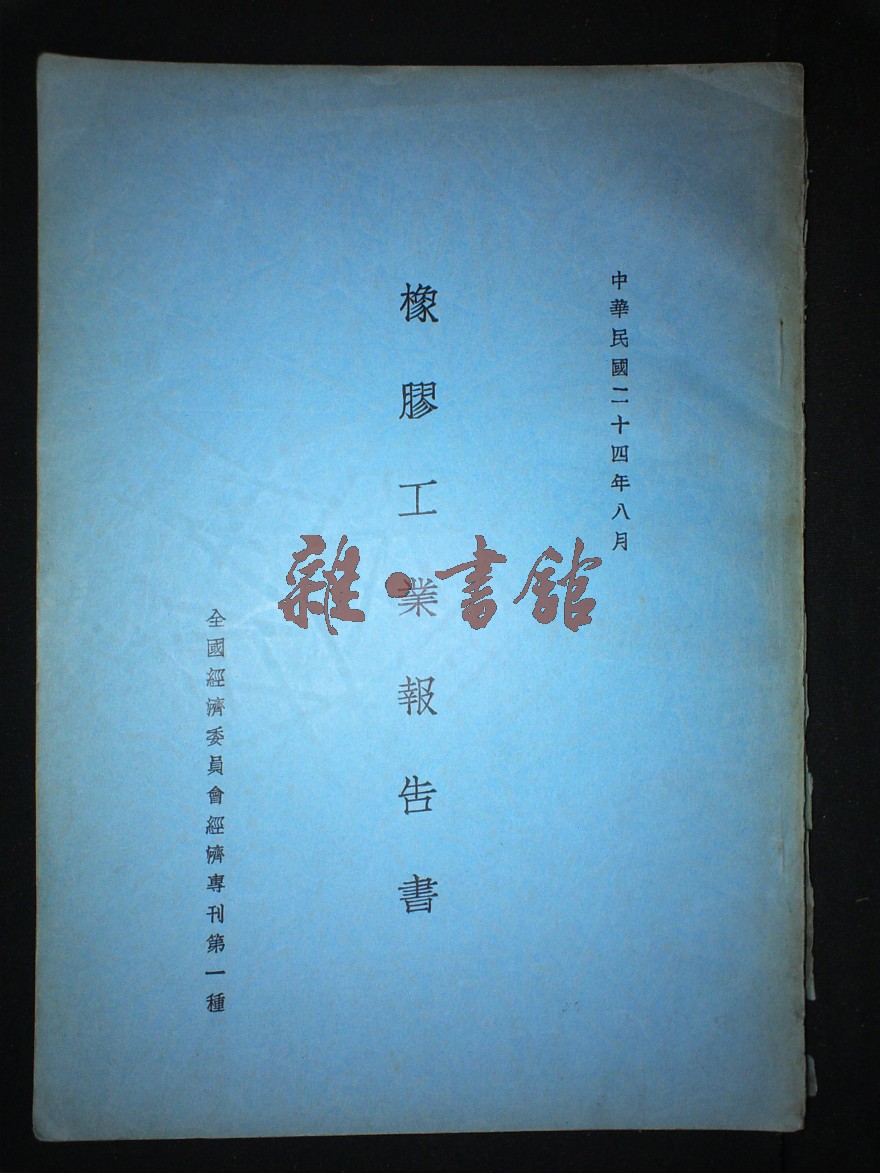 中華民國二十四年八月
橡膠工業報告書
全國經濟委員會經濟專刊第一種
雜·書館